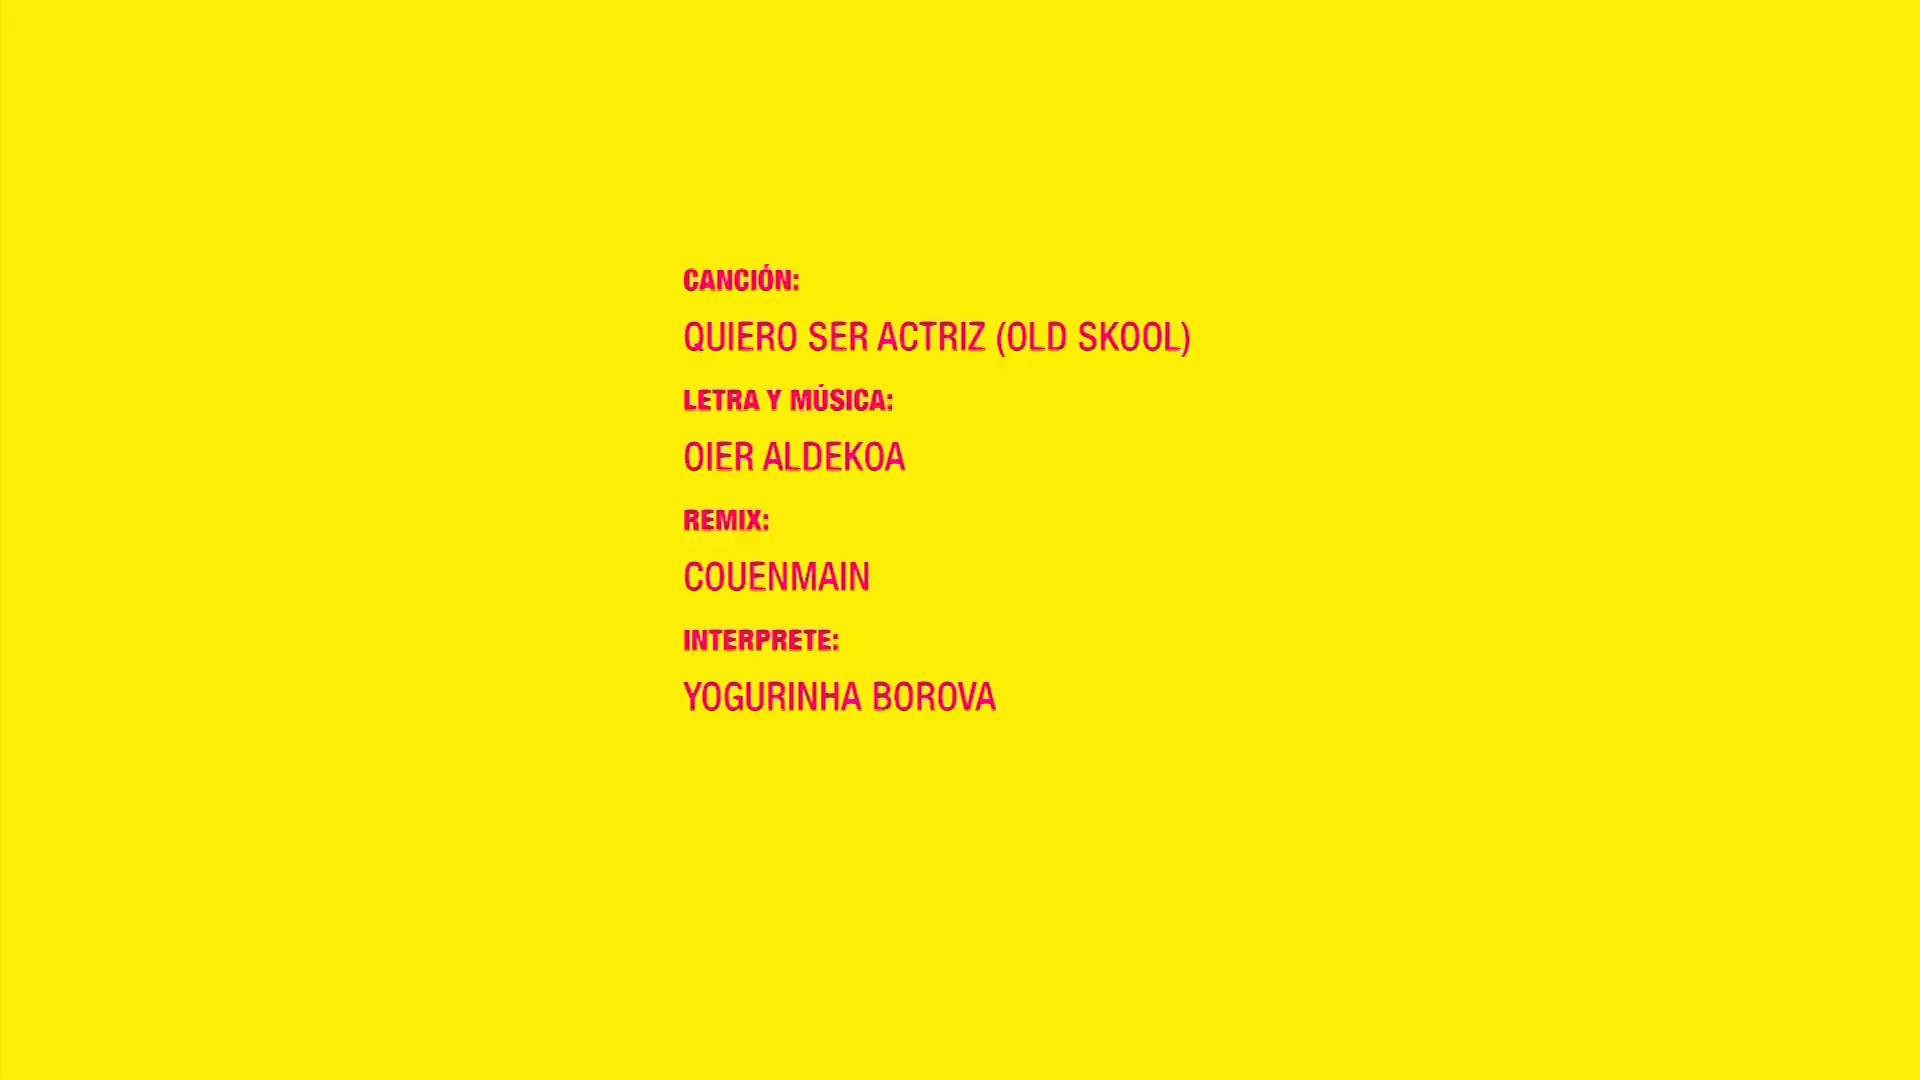 CANCIÓN:
QUIERO SER ACTRIZ (OLD SKOOL)
LETRA Y MÚSICA:
OIER ALDEKOA
REMIX:
COUENMAIN
INTERPRETE:
YOGURINHA BOROVA